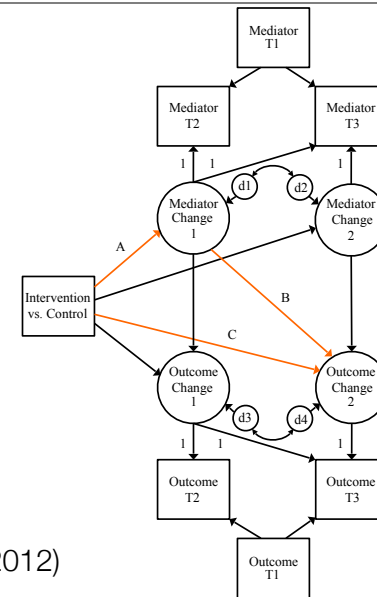 Mediator
T1
Mediator
T2
Mediator
T3
1
1
1
d1
d2
Mediator
Change
1
Mediator
Change
2
A
B
Intervention
vs. Control
C
Outcome
Change
1
Outcome
Change
2
d3
d4
1
1
1
Outcome
T2
Outcome
T3
2012)
Outcome
T1